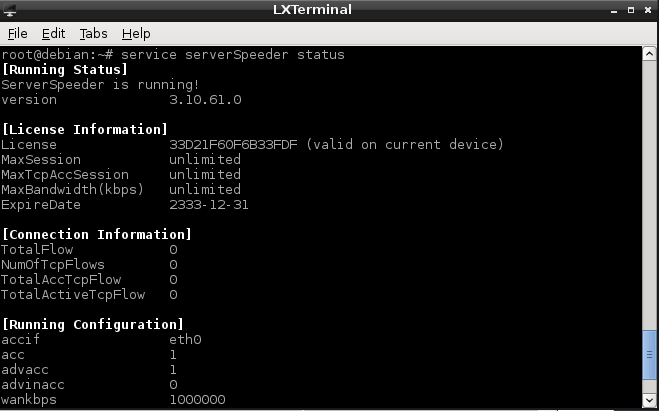 LXTerminal
File Edit Tabs Help
root@debian:~# service serverSpeeder status
[Running Status]
ServerSpeeder is running!
version 3.10.61.0
[License Information]
License 33D21F60F6B33FDF (valid on current device)
MaxSession unlimited
MaxTcpAccSession unlimited
MaxBandwidth(kbps) unlimited
ExpireDate 2333-12-31
[Connection Information]
TotalFlow 0
NumOfTcpFlows 0
TotalAccTcpFlow 0
TotalActiveTcpFlow 0
[Running Configuration]
accif eth0
acc 1
advacc 1
advinacc 0
wankbps 1000000